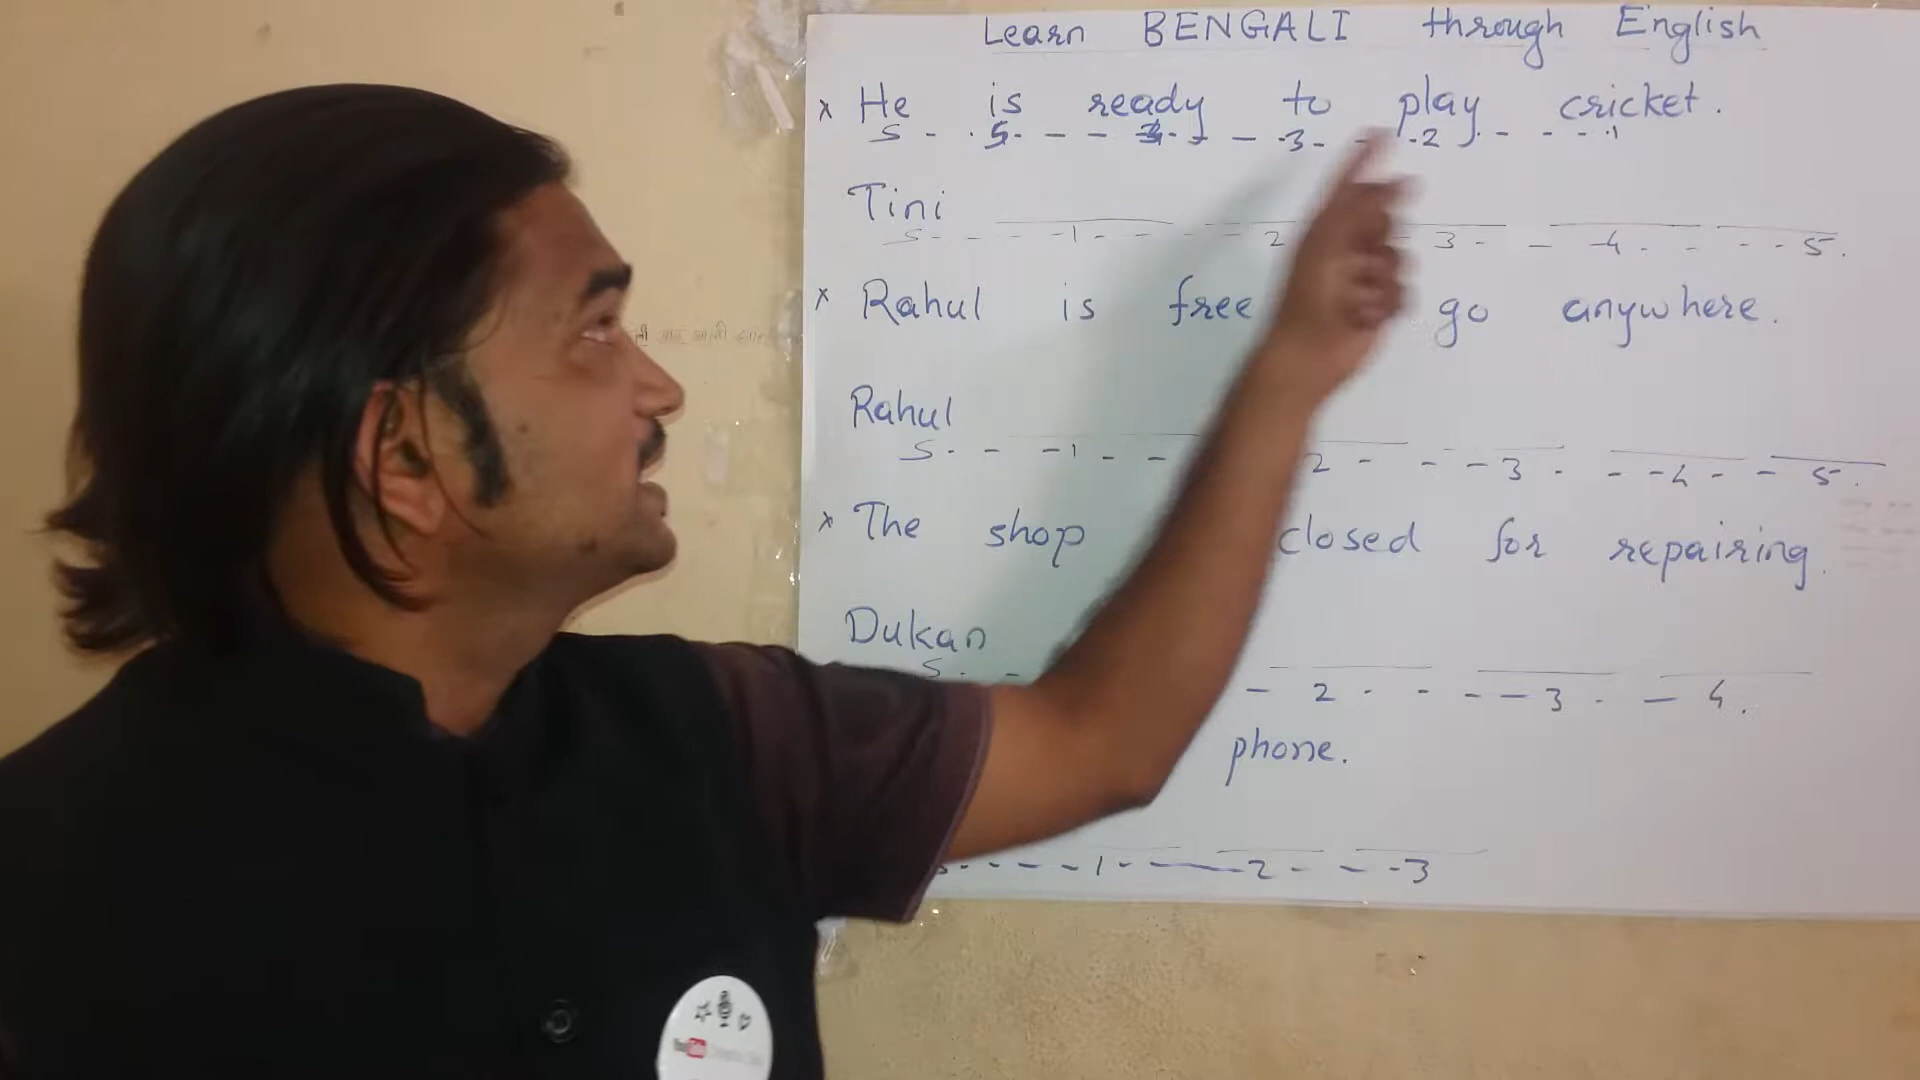 Learn BENGALI through English
x He is ready to play cricket.
S - . 5. - - - - - 3 - - 2 - - - 1
Tini
S - - - 1 - - - 2 - 3 - - 4 - - - - 5.
x Rahul is free go anywhere.
Rahul
S. - - 1 - - 2 - - - 3 . - - 4 - - 5.
x The shop closed for repairing.
Dukan
S. - - 2 . - - - 3 . - 4 .
phone.
- - - 1 - - 2 - - - 3